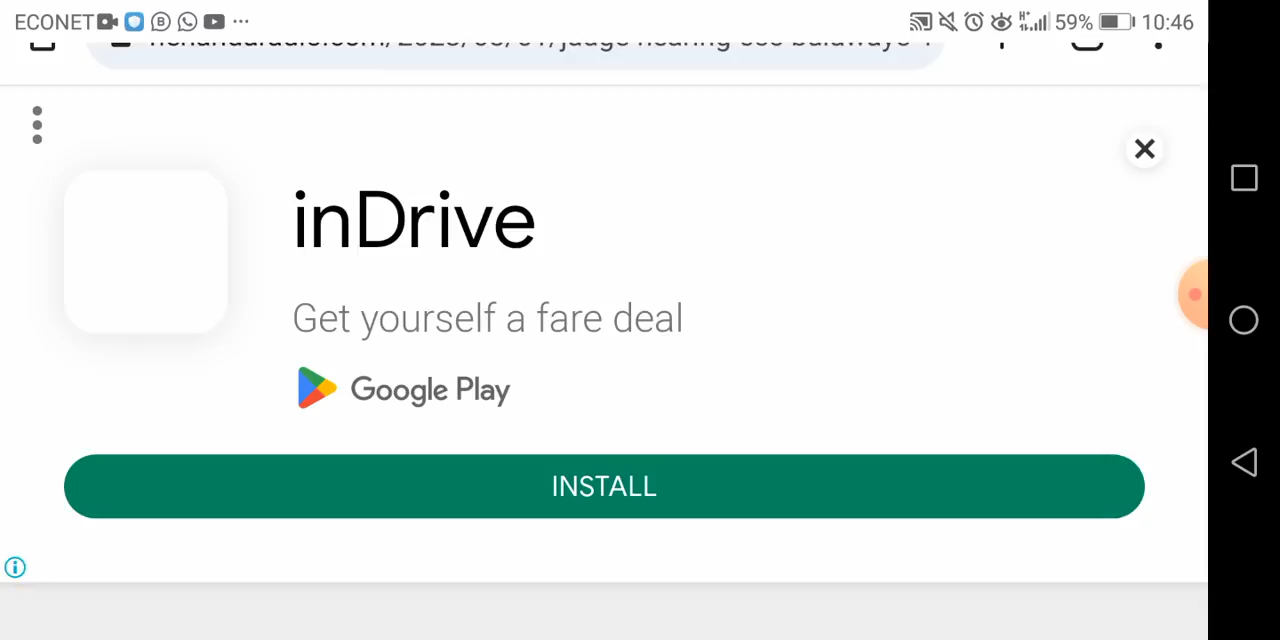 ECONET 59% 10:46
inDrive
Get yourself a fare deal
Google Play
INSTALL